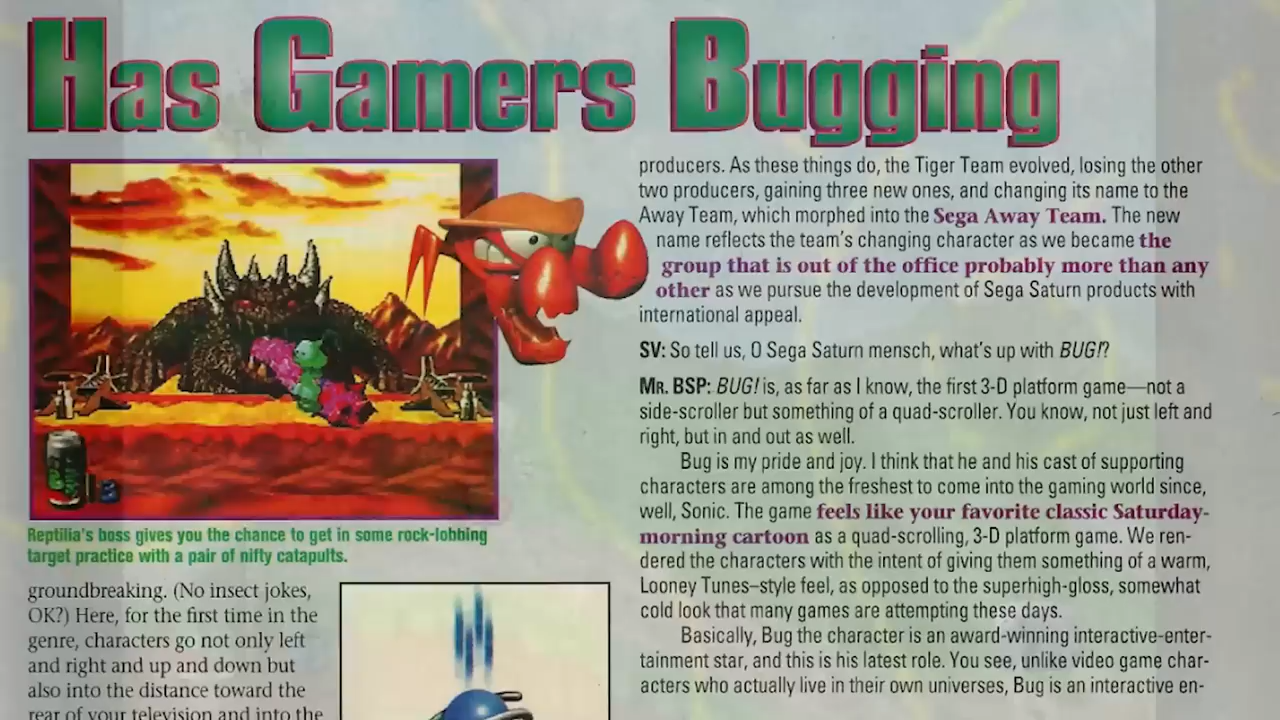 Has Gamers Bugging
Reptilia's boss gives you the chance to get in some rock-lobbing
target practice with a pair of nifty catapults.
groundbreaking. (No insect jokes,
OK?) Here, for the first time in the
genre, characters go not only left
and right and up and down but
also into the distance toward the
rear of your television and into the
producers. As these things do, the Tiger Team evolved, losing the other
two producers, gaining three new ones, and changing its name to the
Away Team, which morphed into the Sega Away Team. The new
name reflects the team's changing character as we became the
group that is out of the office probably more than any
other as we pursue the development of Sega Saturn products with
international appeal.
SV: So tell us, O Sega Saturn mensch, what's up with BUG!?
MR. BSP: BUG! is, as far as I know, the first 3-D platform game—not a
side-scroller but something of a quad-scroller. You know, not just left and
right, but in and out as well.
Bug is my pride and joy. I think that he and his cast of supporting
characters are among the freshest to come into the gaming world since,
well, Sonic. The game feels like your favorite classic Saturday-
morning cartoon as a quad-scrolling, 3-D platform game. We ren-
dered the characters with the intent of giving them something of a warm,
Looney Tunes–style feel, as opposed to the superhigh-gloss, somewhat
cold look that many games are attempting these days.
Basically, Bug the character is an award-winning interactive-enter-
tainment star, and this is his latest role. You see, unlike video game char-
acters who actually live in their own universes, Bug is an interactive en-